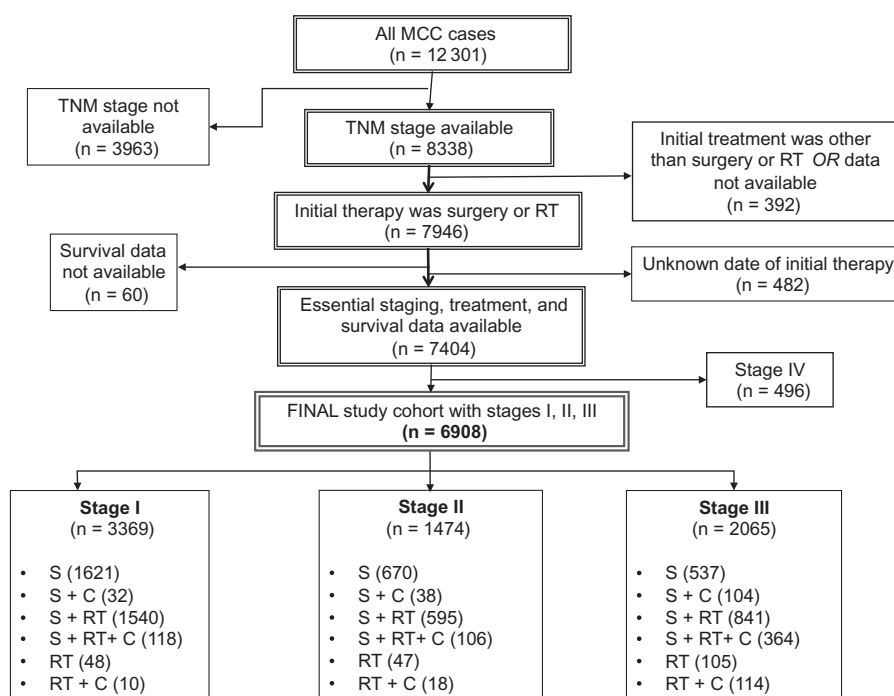 All MCC cases
(n = 12 301)
TNM stage not
available
(n = 3963)
TNM stage available
(n = 8338)
Initial treatment was other
than surgery or RT OR data
not available
(n = 392)
Initial therapy was surgery or RT
(n = 7946)
Survival data
not available
(n = 60)
Unknown date of initial therapy
(n = 482)
Essential staging, treatment, and
survival data available
(n = 7404)
Stage IV
(n = 496)
FINAL study cohort with stages I, II, III
(n = 6908)
Stage I
(n = 3369)
• S (1621)
• S + C (32)
• S + RT (1540)
• S + RT+ C (118)
• RT (48)
• RT + C (10)
Stage II
(n = 1474)
• S (670)
• S + C (38)
• S + RT (595)
• S + RT+ C (106)
• RT (47)
• RT + C (18)
Stage III
(n = 2065)
• S (537)
• S + C (104)
• S + RT (841)
• S + RT+ C (364)
• RT (105)
• RT + C (114)